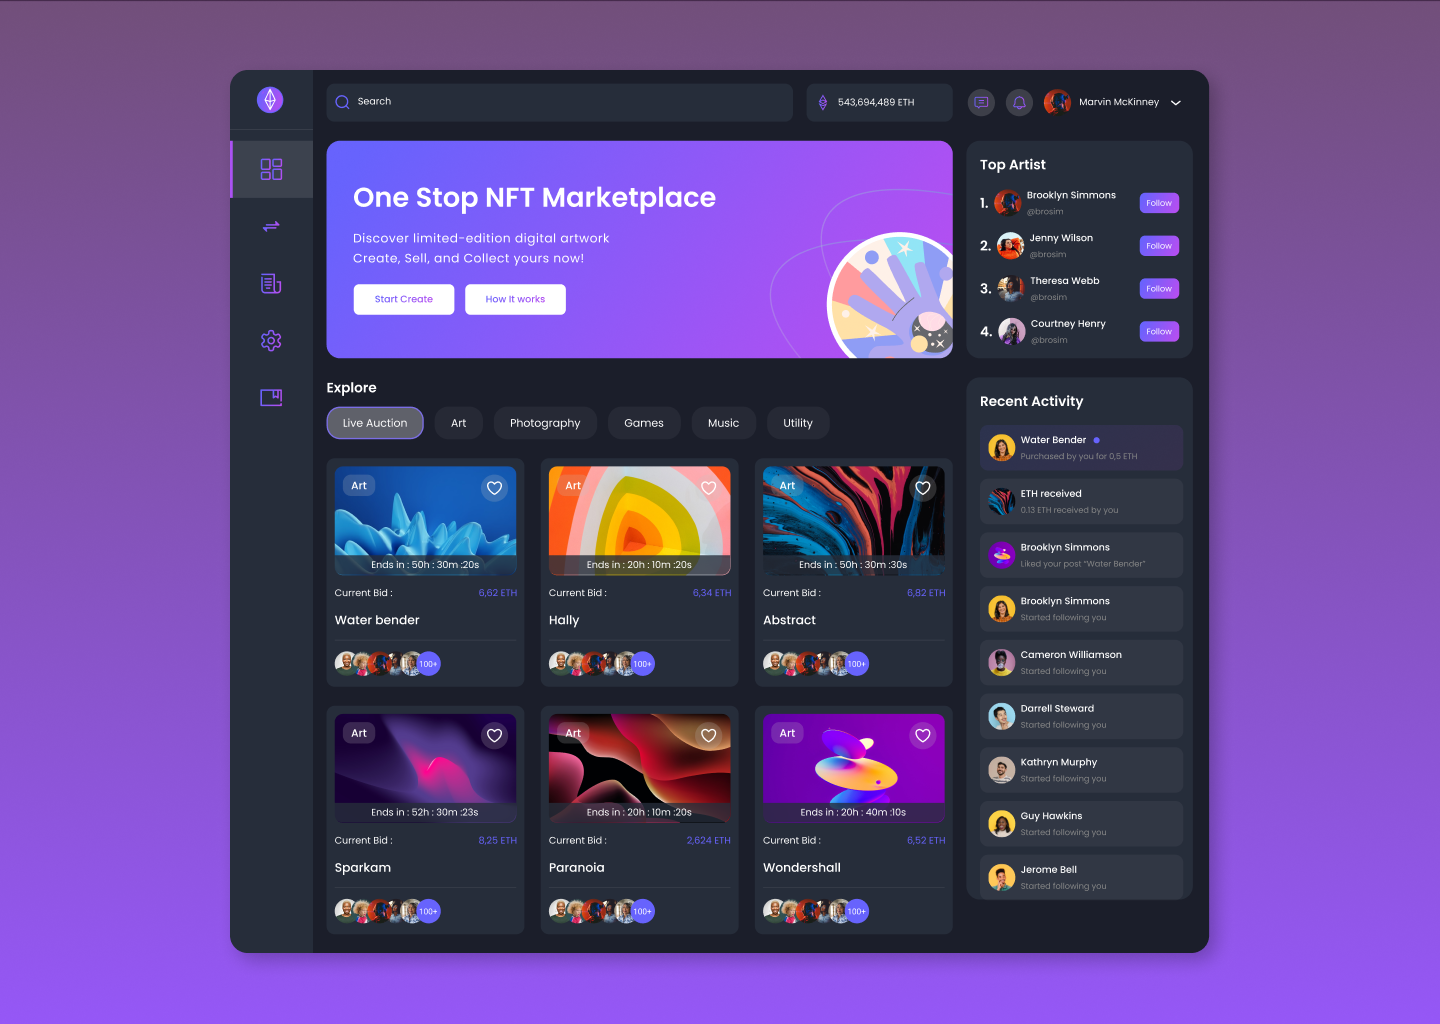 Search
543,694,489 ETH
Marvin McKinney
One Stop NFT Marketplace
Discover limited-edition digital artwork
Create, Sell, and Collect yours now!
Start Create
How It works
Top Artist
1. Brooklyn Simmons
@brosim
Follow
2. Jenny Wilson
@brosim
Follow
3. Theresa Webb
@brosim
Follow
4. Courtney Henry
@brosim
Follow
Explore
Live Auction
Art
Photography
Games
Music
Utility
Art
Ends in : 50h : 30m :20s
Current Bid :
6,62 ETH
Water bender
100+
Art
Ends in : 20h : 10m :20s
Current Bid :
6,34 ETH
Hally
100+
Art
Ends in : 50h : 30m :30s
Current Bid :
6,82 ETH
Abstract
100+
Art
Ends in : 52h : 30m :23s
Current Bid :
8,25 ETH
Sparkam
100+
Art
Ends in : 20h : 10m :20s
Current Bid :
2,624 ETH
Paranoia
100+
Art
Ends in : 20h : 40m :10s
Current Bid :
6,52 ETH
Wondershall
100+
Recent Activity
Water Bender
Purchased by you for 0,5 ETH
ETH received
0.13 ETH received by you
Brooklyn Simmons
Liked your post “Water Bender”
Brooklyn Simmons
Started following you
Cameron Williamson
Started following you
Darrell Steward
Started following you
Kathryn Murphy
Started following you
Guy Hawkins
Started following you
Jerome Bell
Started following you